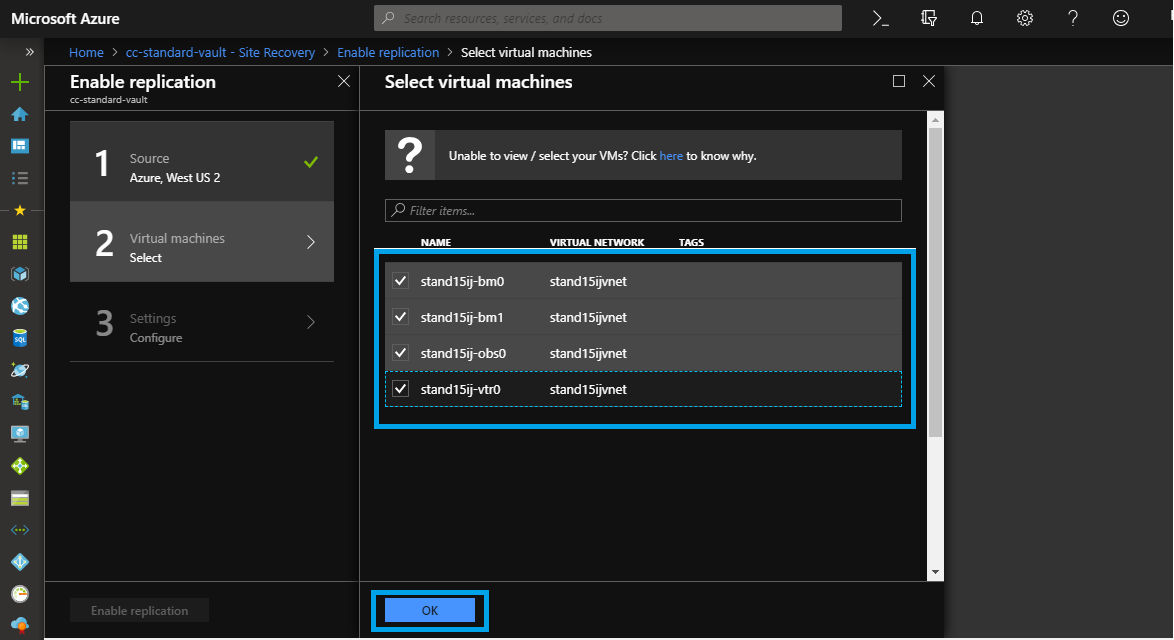 Microsoft Azure
Search resources, services, and docs
Home > cc-standard-vault - Site Recovery > Enable replication > Select virtual machines
Enable replication
cc-standard-vault
1
Source
Azure, West US 2
2
Virtual machines
Select
3
Settings
Configure
Enable replication
Select virtual machines
?
Unable to view / select your VMs? Click here to know why.
Filter items...
NAME VIRTUAL NETWORK TAGS
stand15ij-bm0 stand15ijvnet
stand15ij-bm1 stand15ijvnet
stand15ij-obs0 stand15ijvnet
stand15ij-vtr0 stand15ijvnet
OK